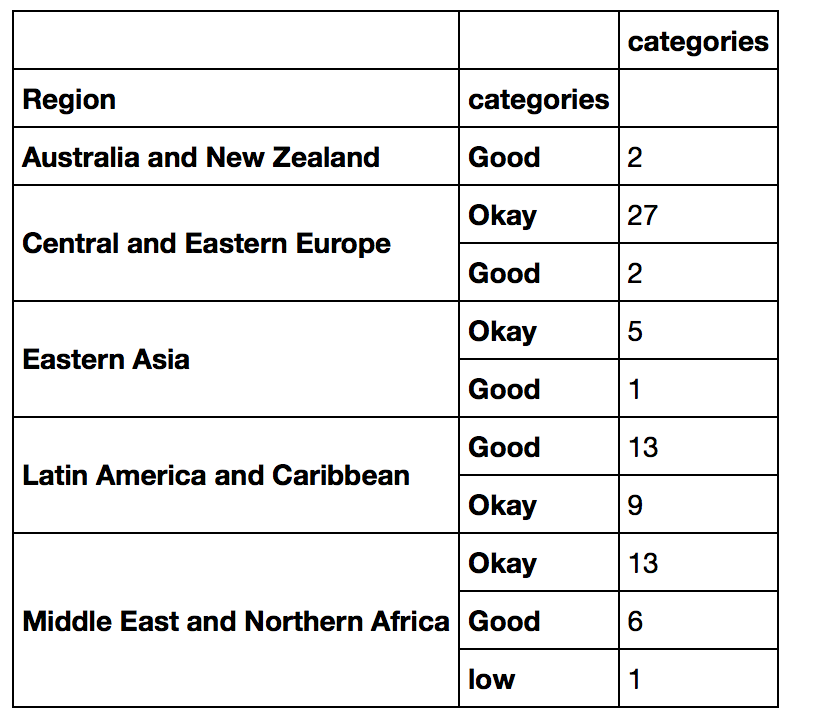 categories
Region categories
Australia and New Zealand Good 2
Central and Eastern Europe Okay 27
Good 2
Eastern Asia Okay 5
Good 1
Latin America and Caribbean Good 13
Okay 9
Middle East and Northern Africa Okay 13
Good 6
low 1